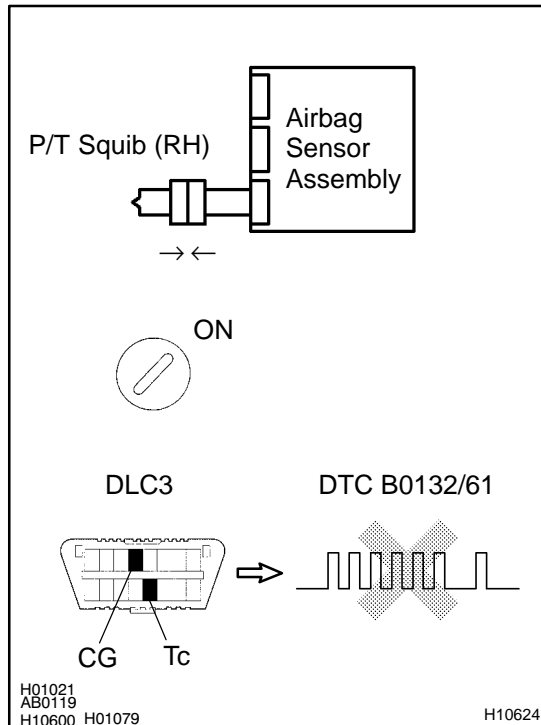 Airbag
Sensor
Assembly
P/T Squib (RH)
ON
DLC3
DTC B0132/61
CG
Tc
H01021
AB0119
H10600 H01079
H10624